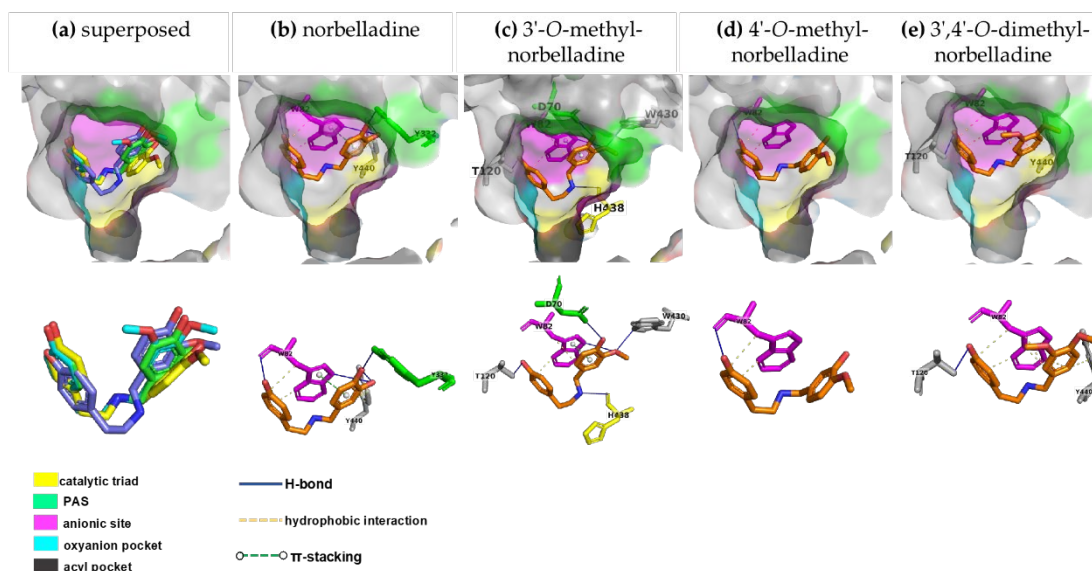 (a) superposed
(b) norbelladine
(c) 3'-O-methyl-
norbelladine
(d) 4'-O-methyl-
norbelladine
(e) 3',4'-O-dimethyl-
norbelladine
W82
Y332
Y440
D70
W82
W430
T120
H438
W82
W82
T120
Y440
W82
Y332
Y440
D70
W82
W430
T120
H438
W82
W82
T120
Y440
catalytic triad
PAS
anionic site
oxyanion pocket
acyl pocket
H-bond
hydrophobic interaction
π-stacking